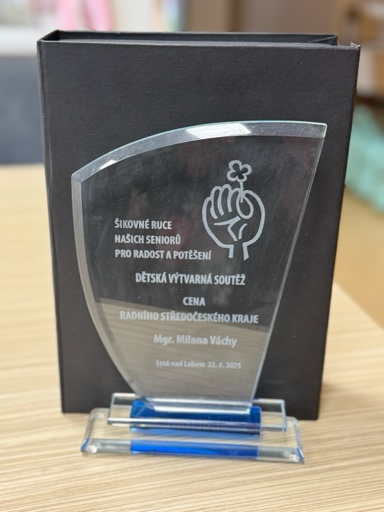 ŠIKOVNÉ RUCE
NAŠICH SENIORŮ
PRO RADOST A POTĚŠENÍ
DĚTSKÁ VÝTVARNÁ SOUTĚŽ
CENA
RADNÍHO STŘEDOČESKÉHO KRAJE
Mgr. Milana Váchy
Lysá nad Labem 22. 4. 2025